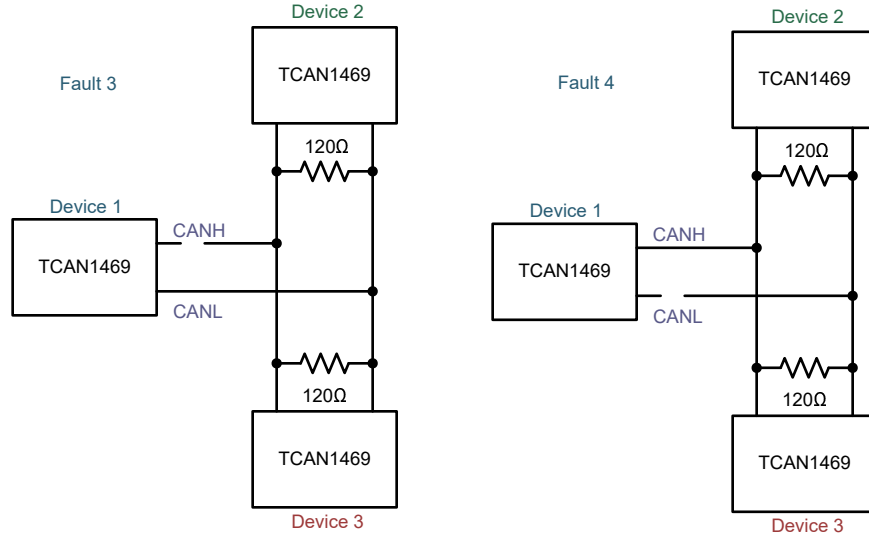 Device 2
TCAN1469
Fault 3
120Ω
Device 1
TCAN1469
CANH
CANL
120Ω
TCAN1469
Device 3
Device 2
TCAN1469
Fault 4
120Ω
Device 1
TCAN1469
CANH
CANL
120Ω
TCAN1469
Device 3